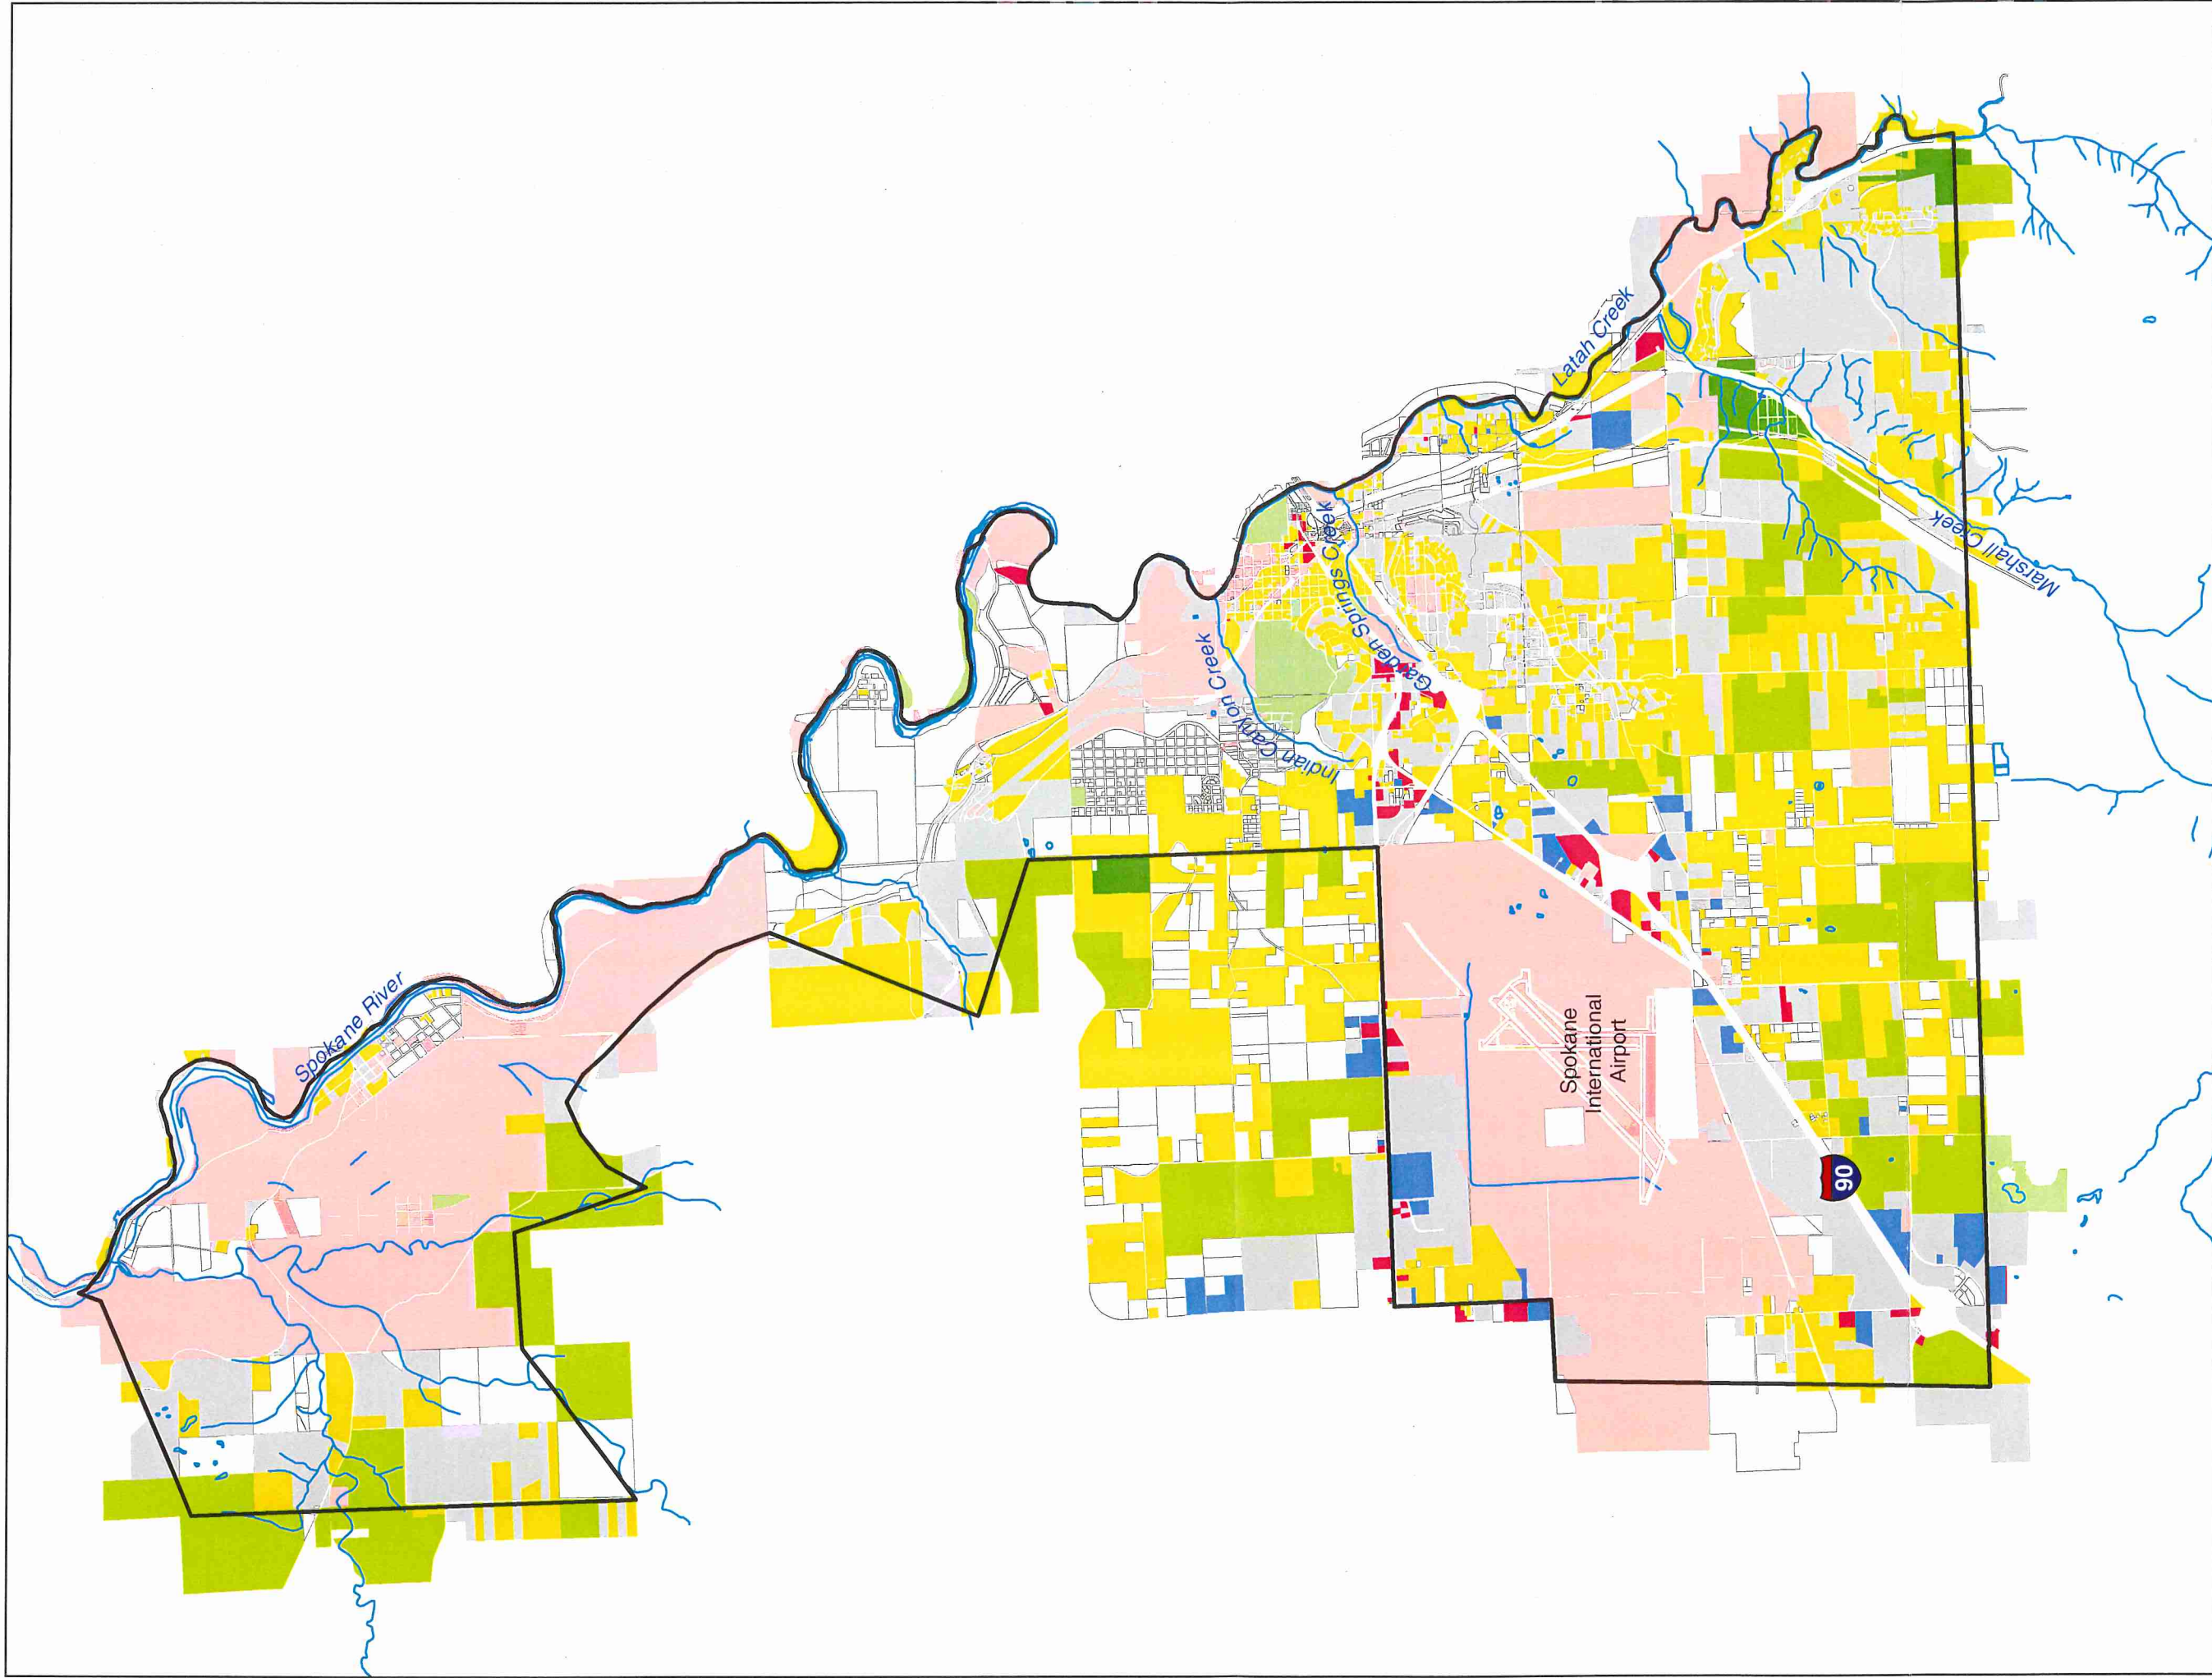 Spokane River
Latah Creek
Garden Springs Creek
Indian Canyon Creek
Marshall Creek
Spokane
International
Airport
90